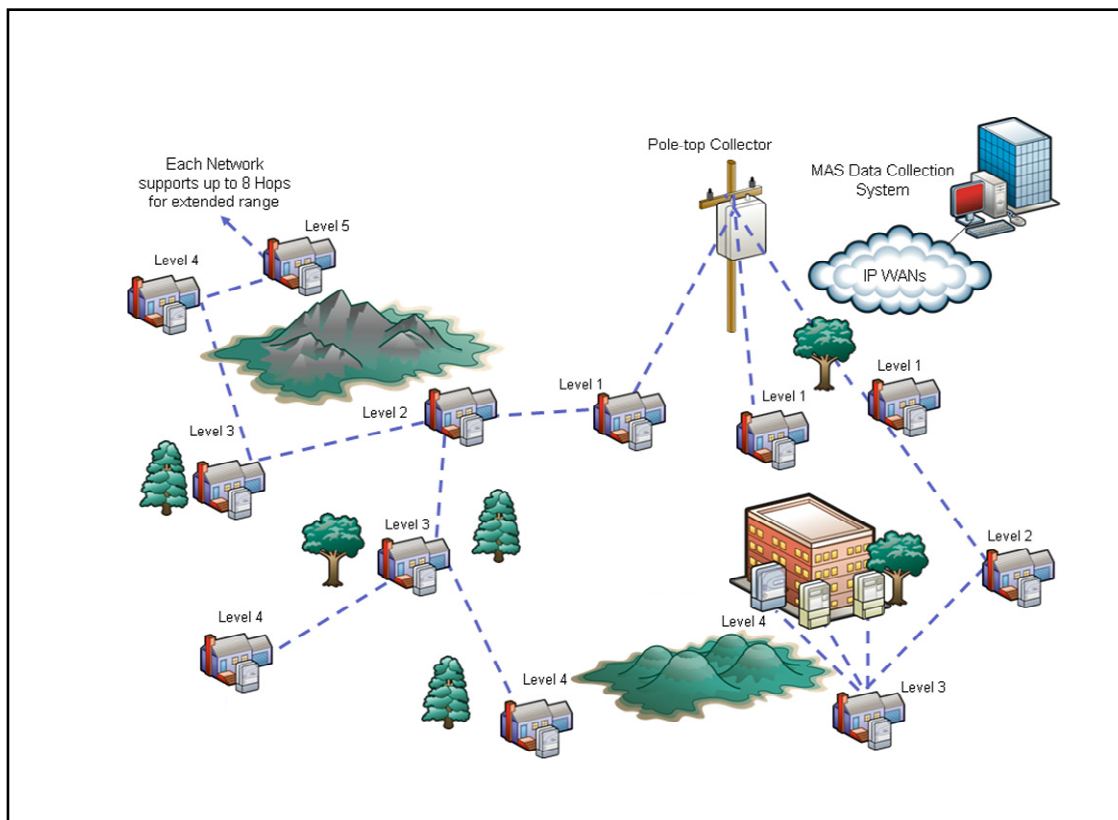 Pole-top Collector
MAS Data Collection
System
Each Network
supports up to 8 Hops
for extended range
Level 5
Level 4
IP WANs
Level 1
Level 1
Level 2
Level 1
Level 3
Level 3
Level 2
Level 4
Level 4
Level 4
Level 3